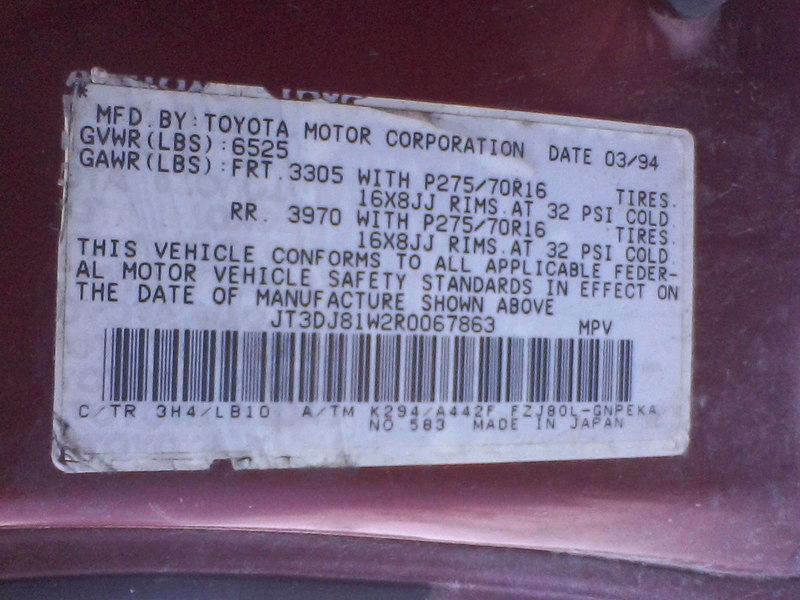 MFD.BY:TOYOTA MOTOR CORPORATION DATE 03/94
GVWR(LBS):6525
GAWR(LBS):FRT.3305 WITH P275/70R16 TIRES.
16X8JJ RIMS.AT 32 PSI COLD.
RR. 3970 WITH P275/70R16 TIRES.
16X8JJ RIMS.AT 32 PSI COLD.
THIS VEHICLE CONFORMS TO ALL APPLICABLE FEDER-
AL MOTOR VEHICLE SAFETY STANDARDS IN EFFECT ON
THE DATE OF MANUFACTURE SHOWN ABOVE
JT3DJ81W2R0067863 MPV
C/TR 3H4/LB10 A/TM K294/A442F FZJ80L-GNPEKA
NO.583 MADE IN JAPAN